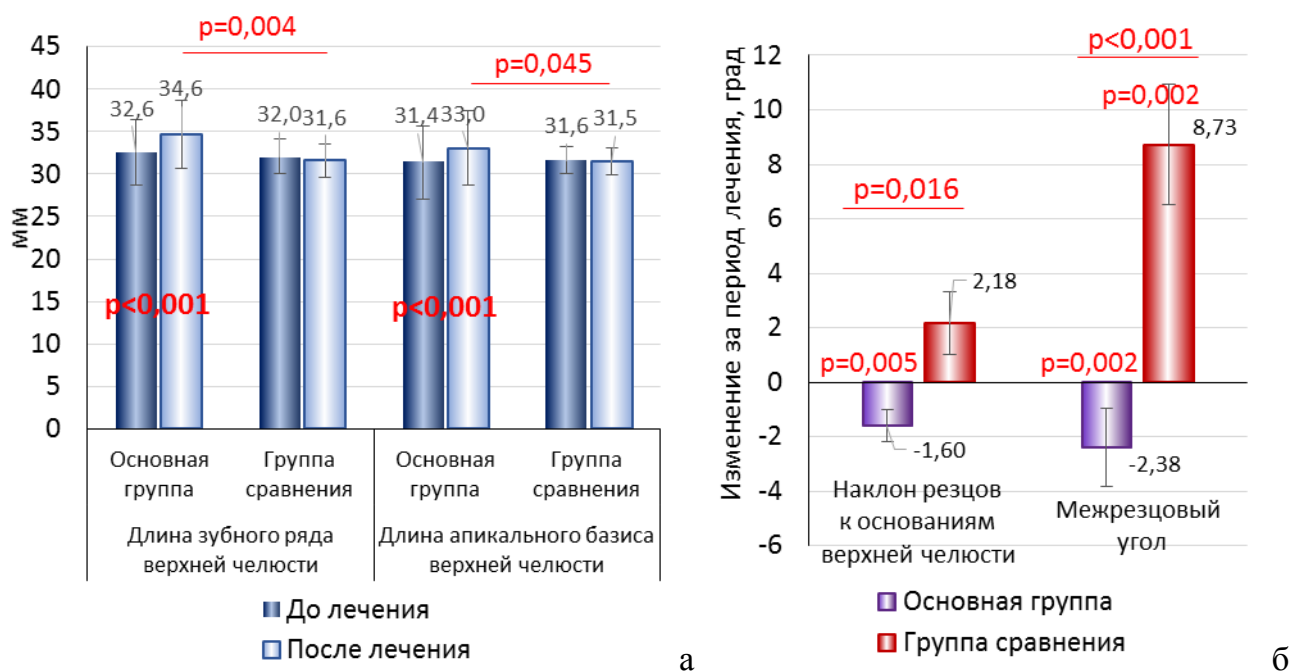 p=0,004
p=0,045
45
40
35
30
25
20
15
10
5
0
мм
32,6
34,6
32,0
31,6
31,4
33,0
31,6
31,5
p<0,001
p<0,001
Основная группа
Группа сравнения
Основная группа
Группа сравнения
Длина зубного ряда
верхней челюсти
Длина апикального базиса
верхней челюсти
До лечения
После лечения
а
Изменение за период лечения, град
12
10
8
6
4
2
0
-2
-4
-6
p<0,001
p=0,002
8,73
p=0,016
2,18
p=0,005
p=0,002
-1,60
-2,38
Наклон резцов
к основаниям
верхней челюсти
Межрезцовый
угол
Основная группа
Группа сравнения
б